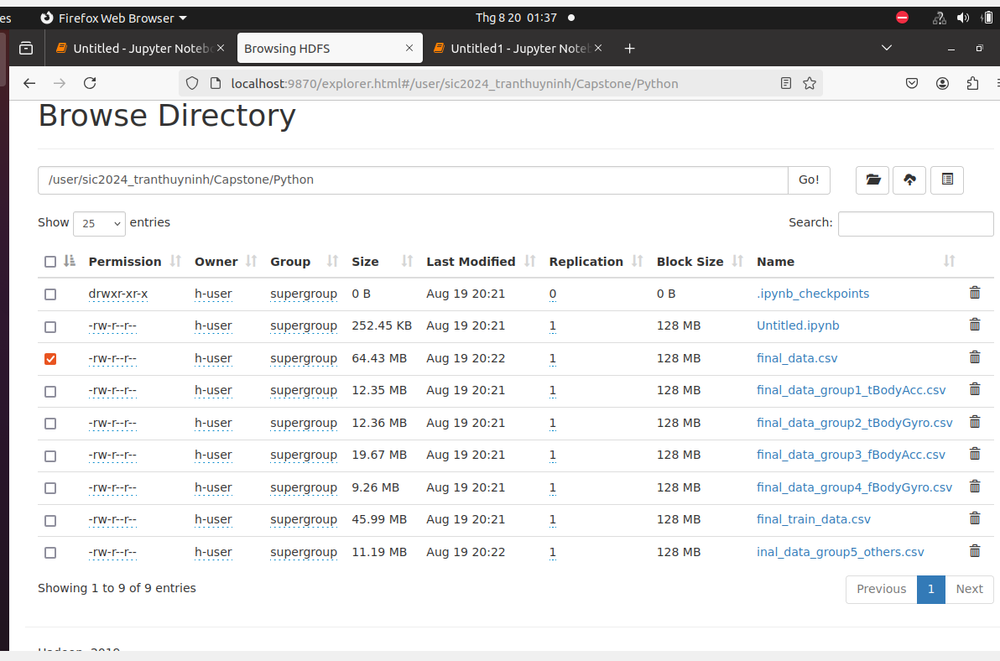 es Firefox Web Browser Thg 8 20 01:37
Untitled - Jupyter Notebo Browsing HDFS Untitled1 - Jupyter Note
localhost:9870/explorer.html#/user/sic2024_tranthuyninh/Capstone/Python
Browse Directory
/user/sic2024_tranthuyninh/Capstone/Python Go!
Show 25 entries Search:
Permission Owner Group Size Last Modified Replication Block Size Name
drwxr-xr-x h-user supergroup 0 B Aug 19 20:21 0 0 B .ipynb_checkpoints
-rw-r--r-- h-user supergroup 252.45 KB Aug 19 20:21 1 128 MB Untitled.ipynb
-rw-r--r-- h-user supergroup 64.43 MB Aug 19 20:22 1 128 MB final_data.csv
-rw-r--r-- h-user supergroup 12.35 MB Aug 19 20:21 1 128 MB final_data_group1_tBodyAcc.csv
-rw-r--r-- h-user supergroup 12.36 MB Aug 19 20:21 1 128 MB final_data_group2_tBodyGyro.csv
-rw-r--r-- h-user supergroup 19.67 MB Aug 19 20:21 1 128 MB final_data_group3_fBodyAcc.csv
-rw-r--r-- h-user supergroup 9.26 MB Aug 19 20:21 1 128 MB final_data_group4_fBodyGyro.csv
-rw-r--r-- h-user supergroup 45.99 MB Aug 19 20:21 1 128 MB final_train_data.csv
-rw-r--r-- h-user supergroup 11.19 MB Aug 19 20:22 1 128 MB inal_data_group5_others.csv
Showing 1 to 9 of 9 entries Previous 1 Next
Hadoop, 2019